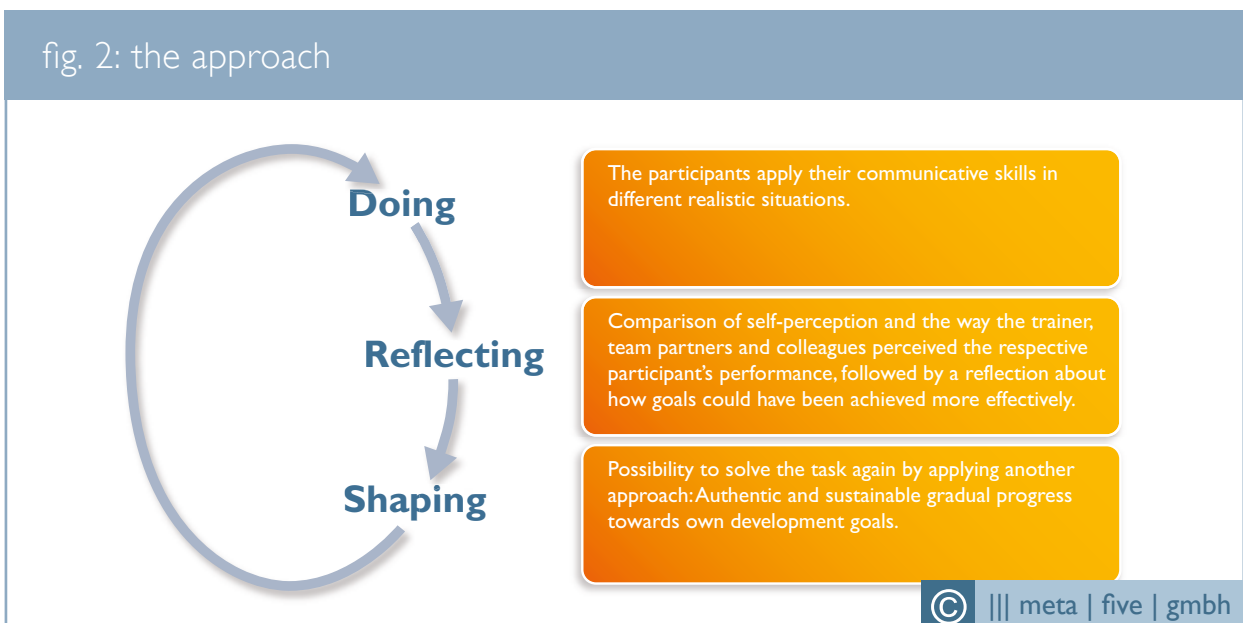 fig. 2: the approach
Doing
The participants apply their communicative skills in
different realistic situations.
Reflecting
Comparison of self-perception and the way the trainer,
team partners and colleagues perceived the respective
participant's performance, followed by a reflection about
how goals could have been achieved more effectively.
Shaping
Possibility to solve the task again by applying another
approach: Authentic and sustainable gradual progress
towards own development goals.
© ||| meta | five | gmbh